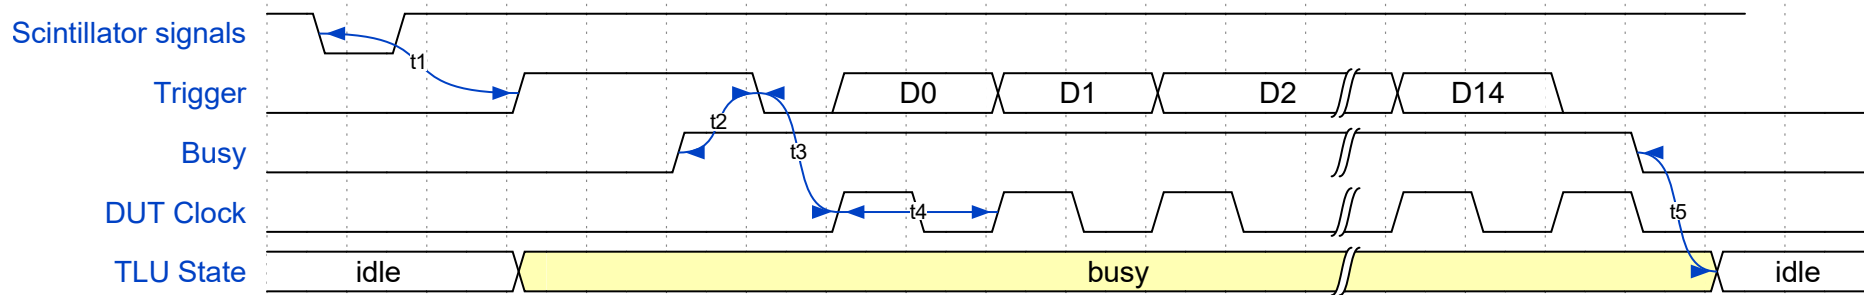 Scintillator signals
t1
Trigger D0 D1 D2 D14
t2
Busy t3
DUT Clock t4 t5
TLU State idle busy idle